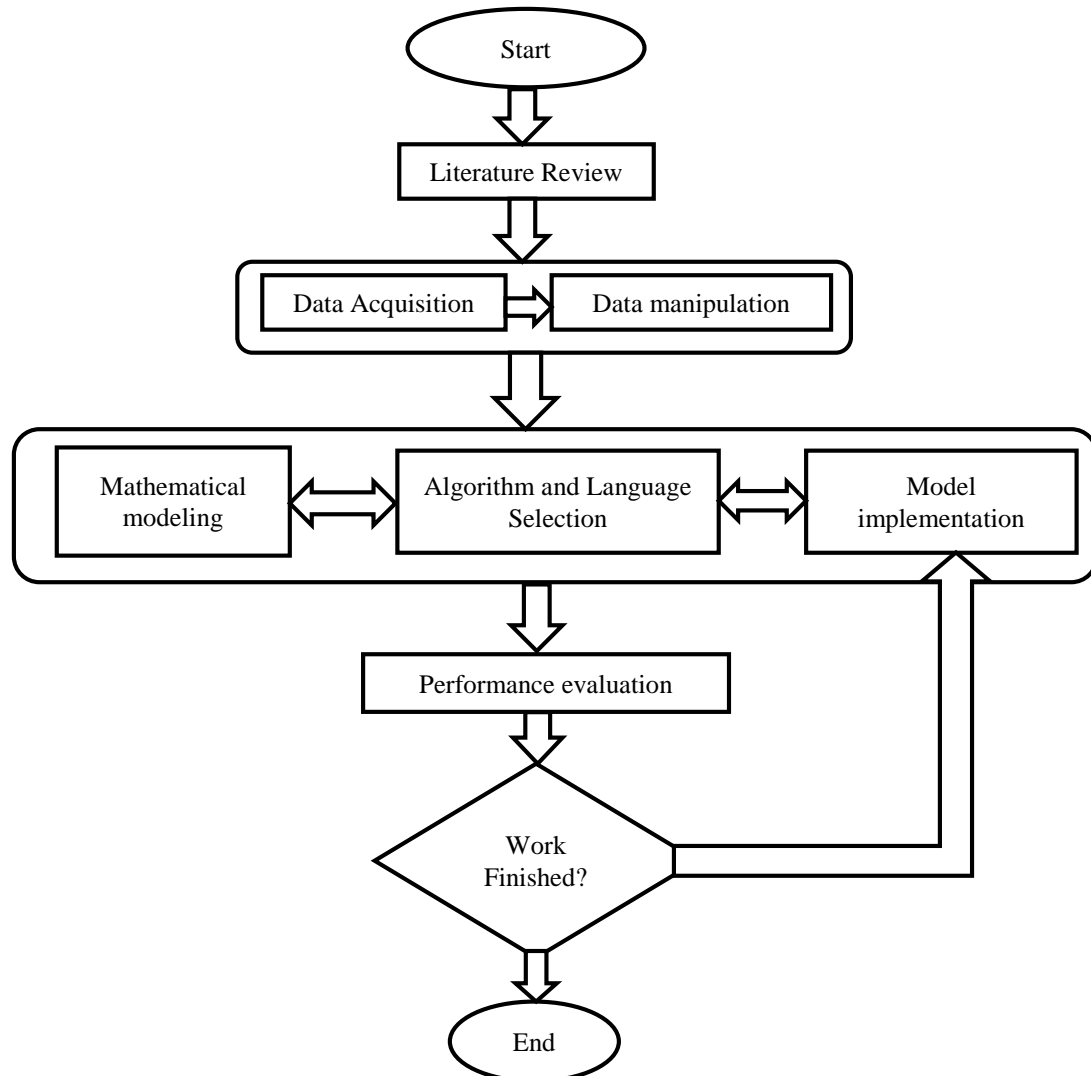 Start
Literature Review
Data Acquisition
Data manipulation
Mathematical
modeling
Algorithm and Language
Selection
Model
implementation
Performance evaluation
Work
Finished?
End